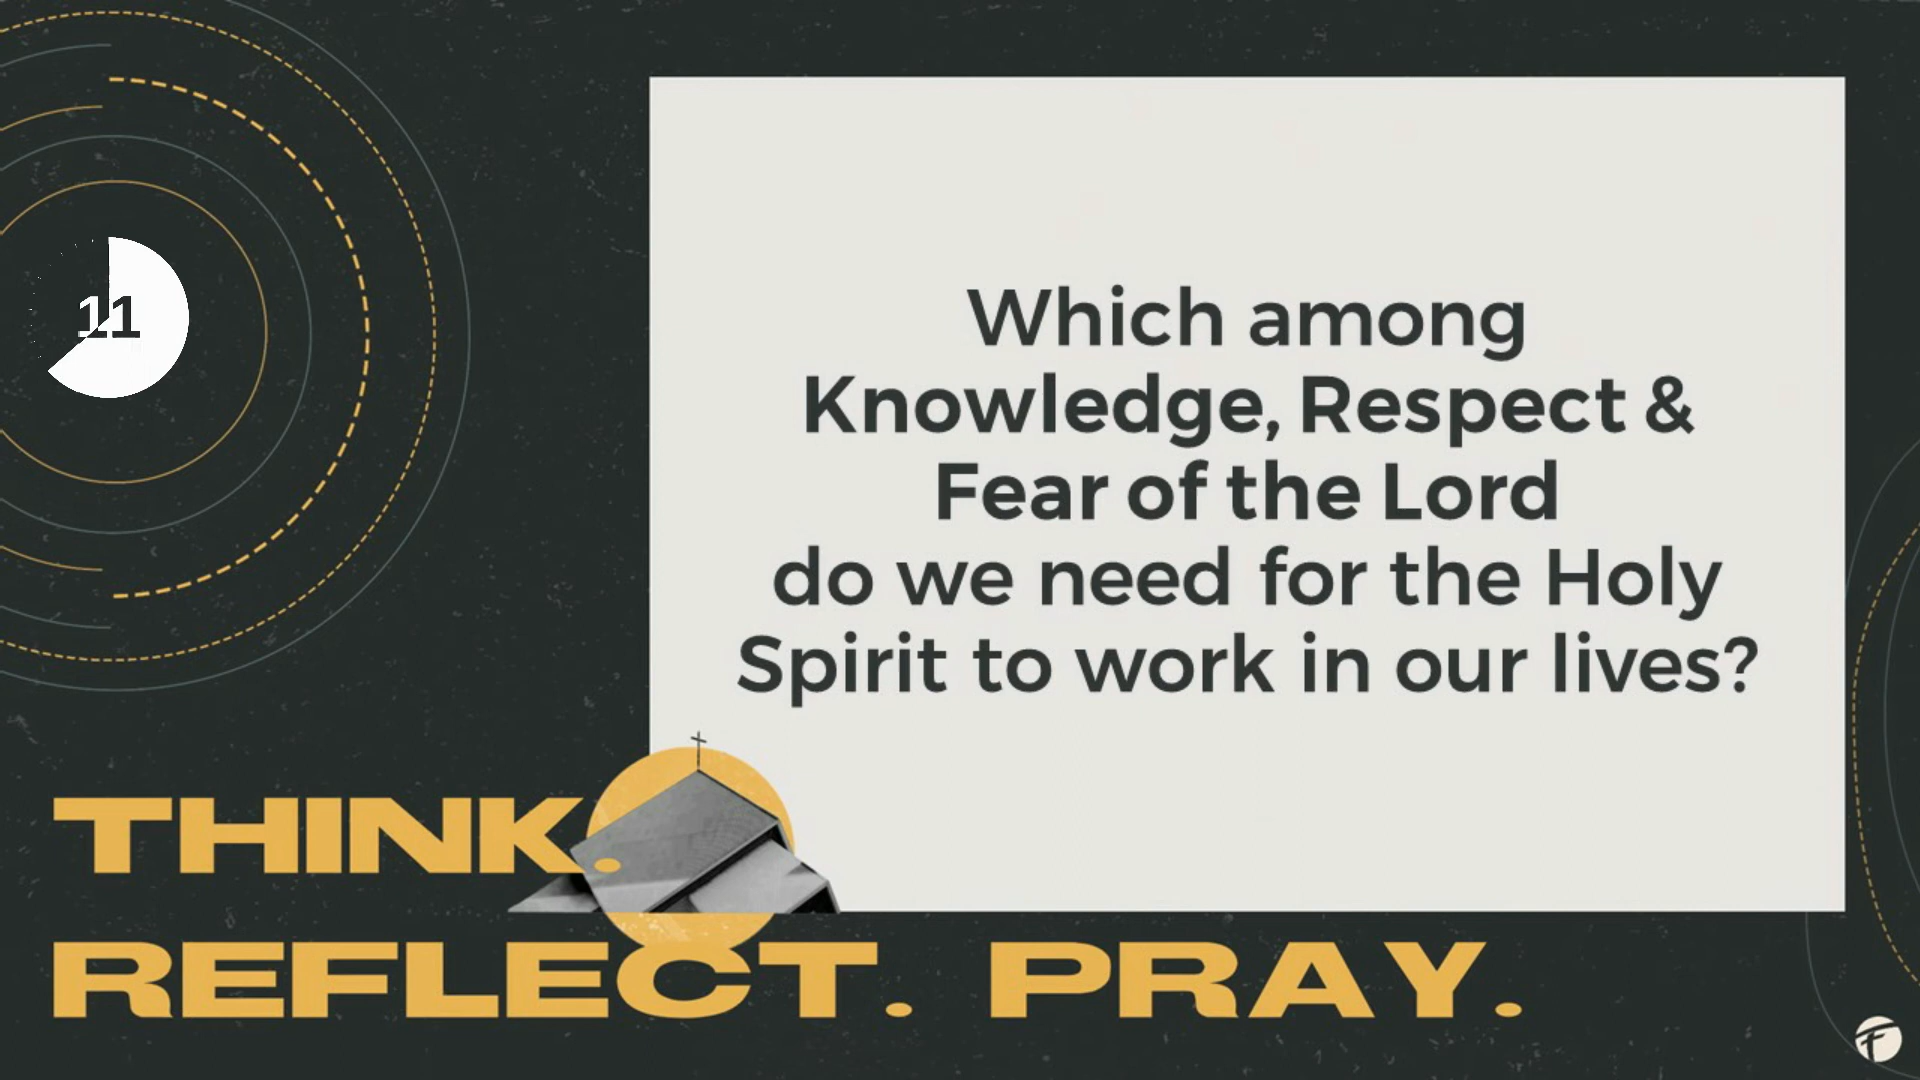 11
Which among
Knowledge, Respect &
Fear of the Lord
do we need for the Holy
Spirit to work in our lives?
THINK.
REFLECT. PRAY.
F